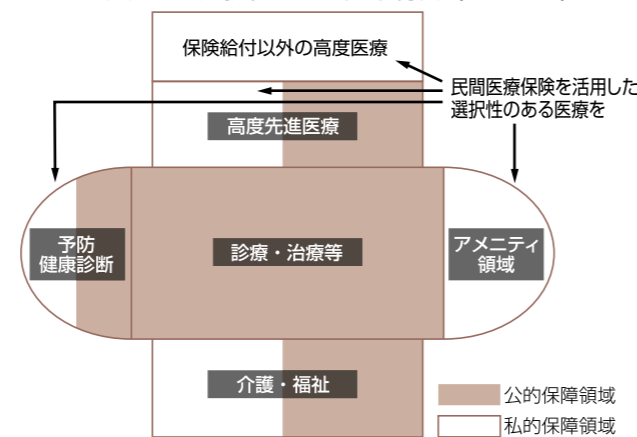 保険給付以外の高度医療
民間医療保険を活用した
選択性のある医療を
高度先進医療
予防
健康診断
診療・治療等
アメニティ
領域
介護・福祉
公的保障領域
私的保障領域